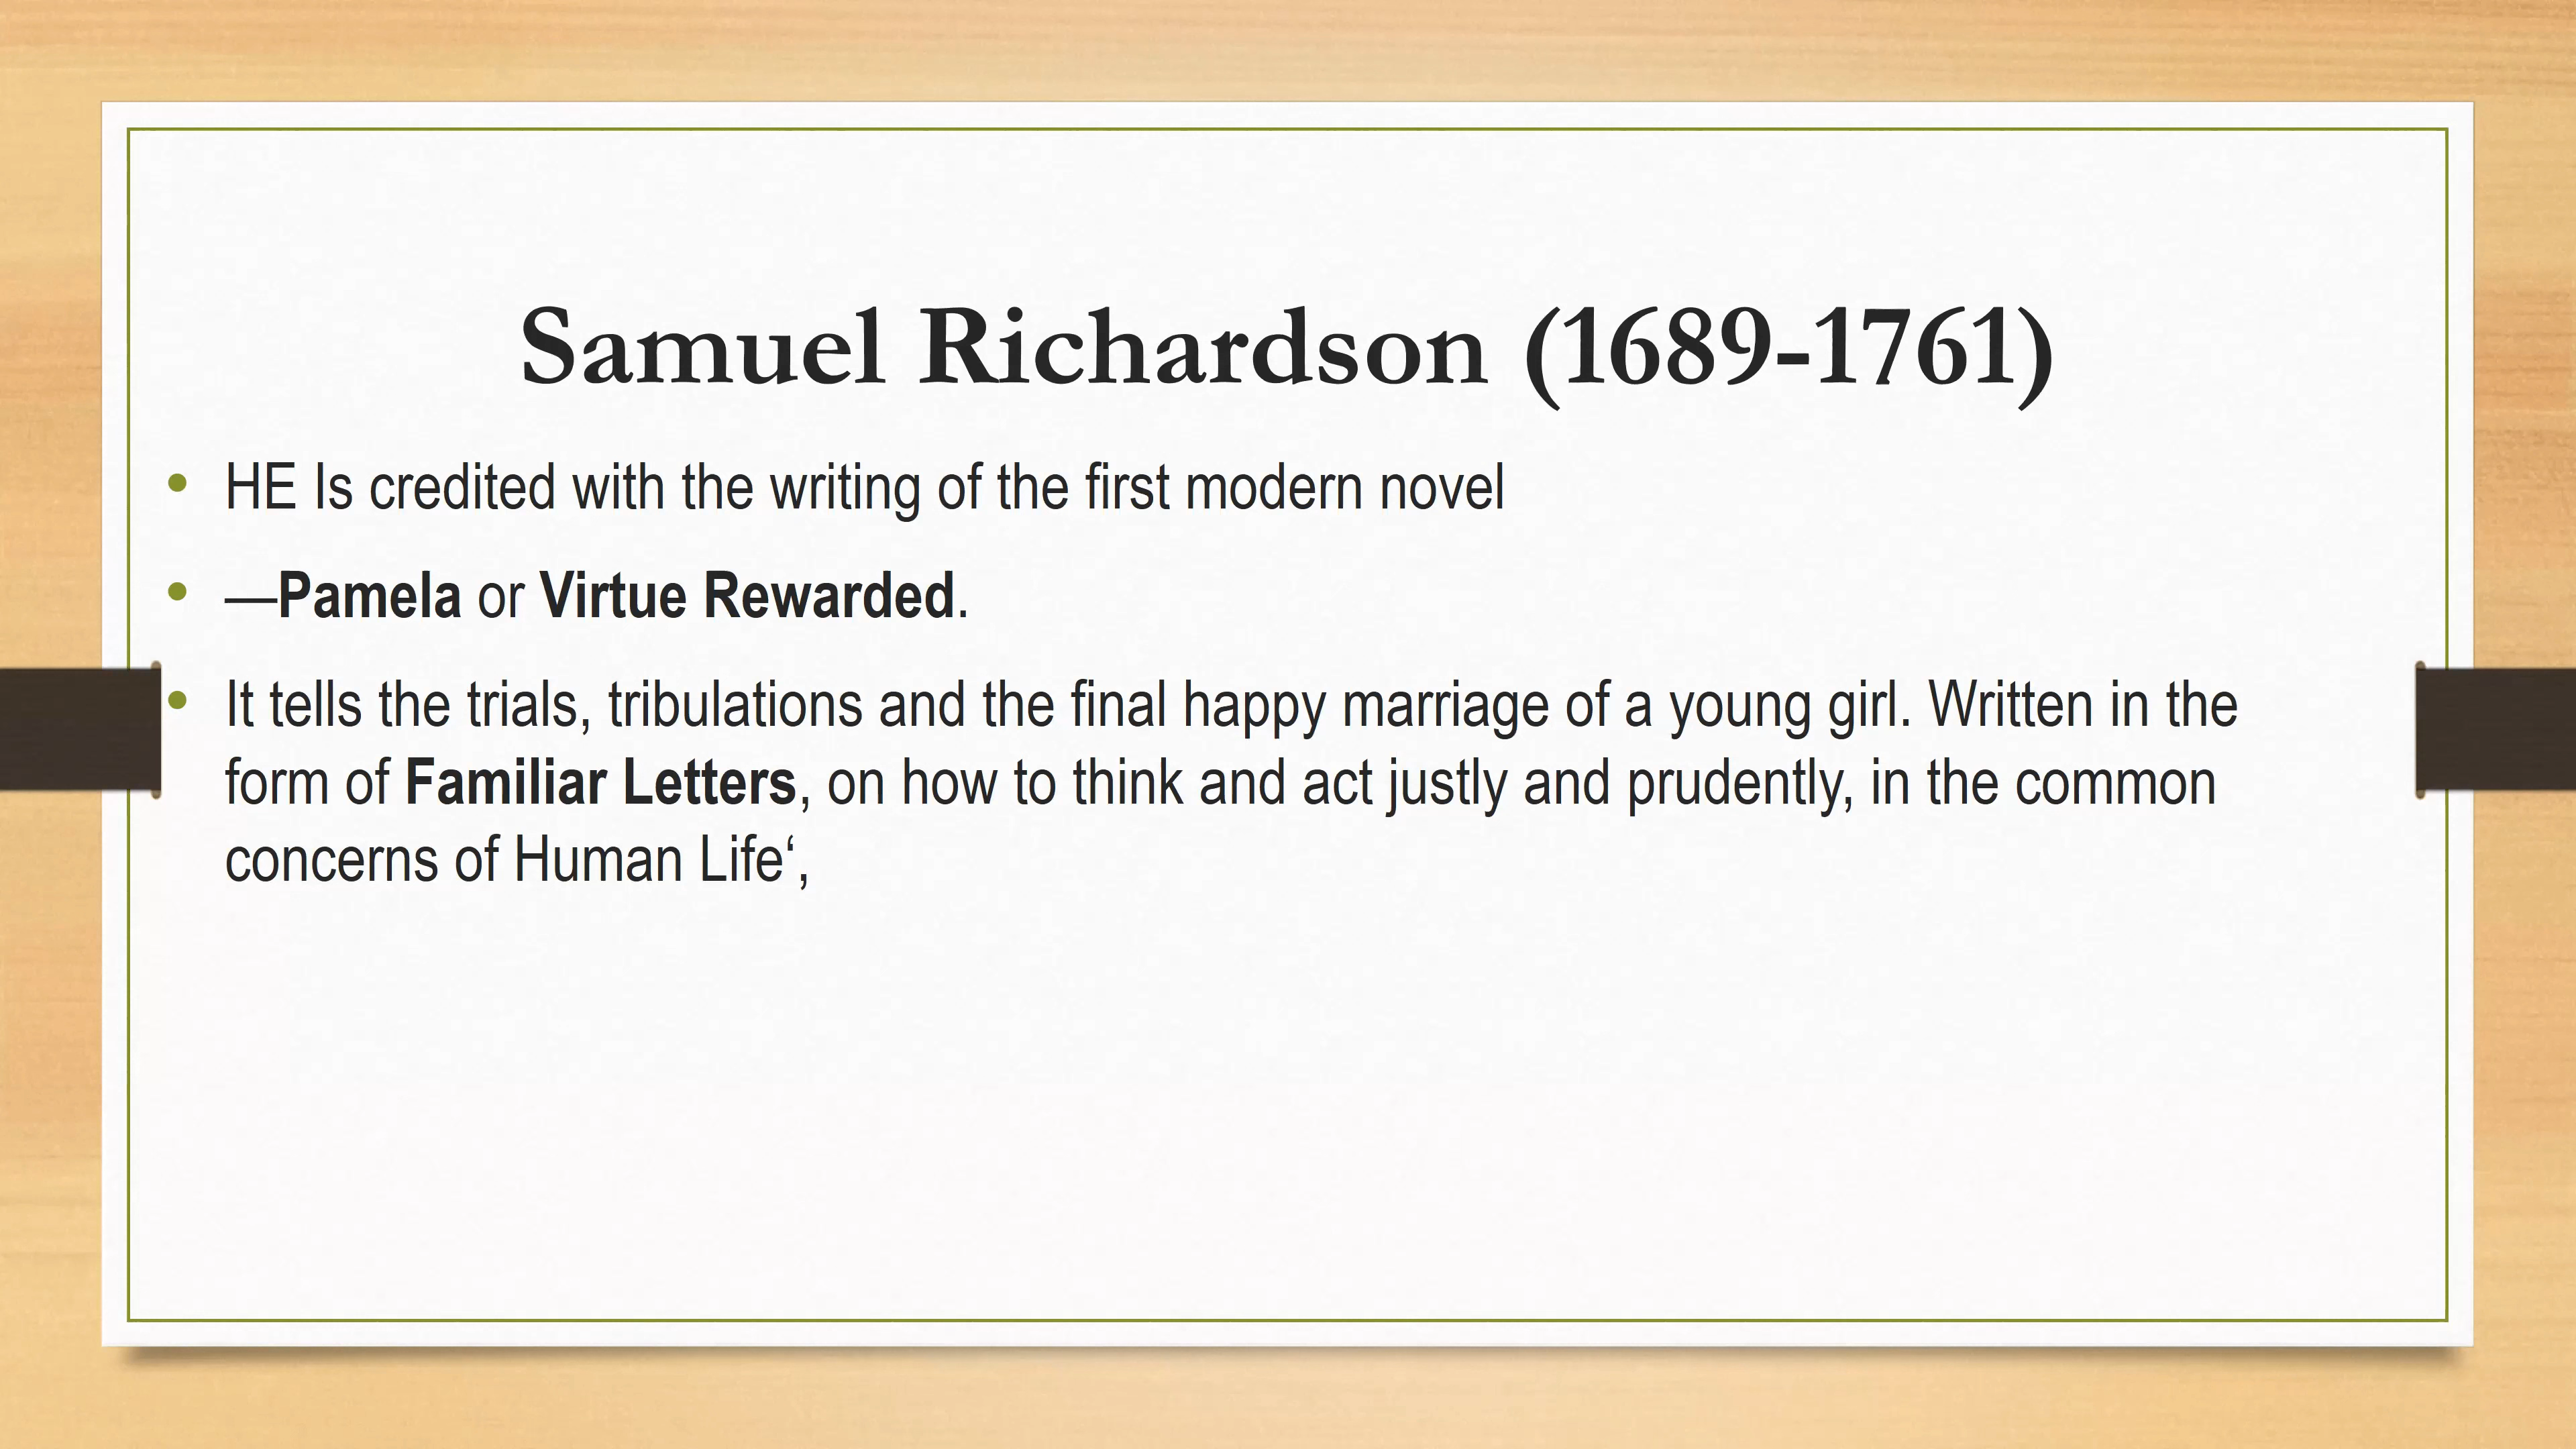 Samuel Richardson (1689-1761)
• HE Is credited with the writing of the first modern novel
• —Pamela or Virtue Rewarded.
• It tells the trials, tribulations and the final happy marriage of a young girl. Written in the
form of Familiar Letters, on how to think and act justly and prudently, in the common
concerns of Human Life‘,